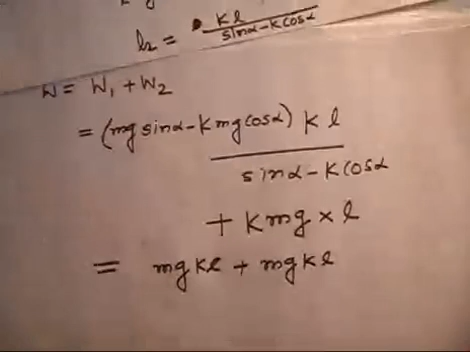 l₂ = kl / sinα-kcosα
W = W₁ + W₂
= (mg sinα - kmg cosα) kl / sinα - kcosα
+ kmg × l
= mgkl + mgkl